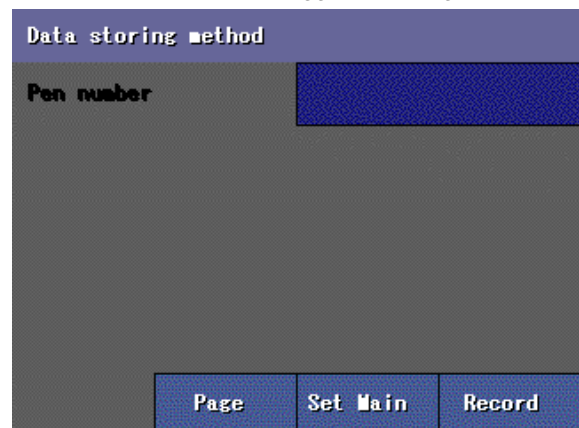 Data storing method
Pen number
Page Set Main Record